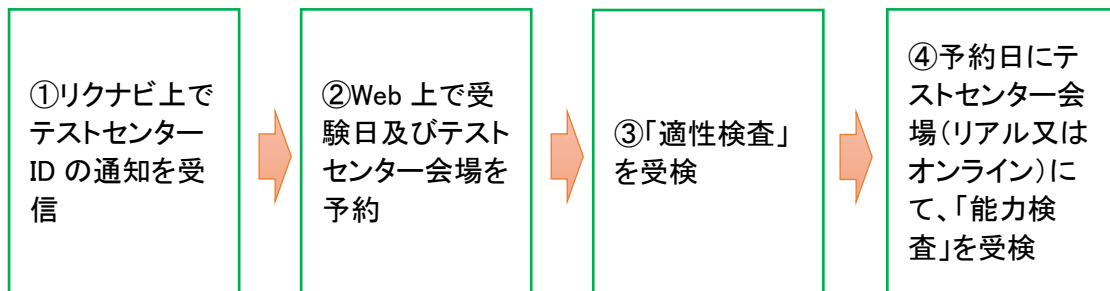 ①リクナビ上で
テストセンター
ID の通知を受
信
②Web 上で受
験日及びテスト
センター会場を
予約
③「適性検査」
を受検
④予約日にテ
ストセンター会
場(リアル又は
オンライン)に
て、「能力検
査」を受検